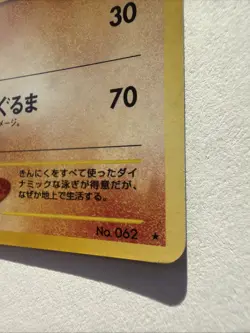 30
ぐるま 70
メージ。
きんにくをすべて使ったダイ
ナミックな泳ぎが得意だが、
なぜか地上で生活する。
No. 062 ★